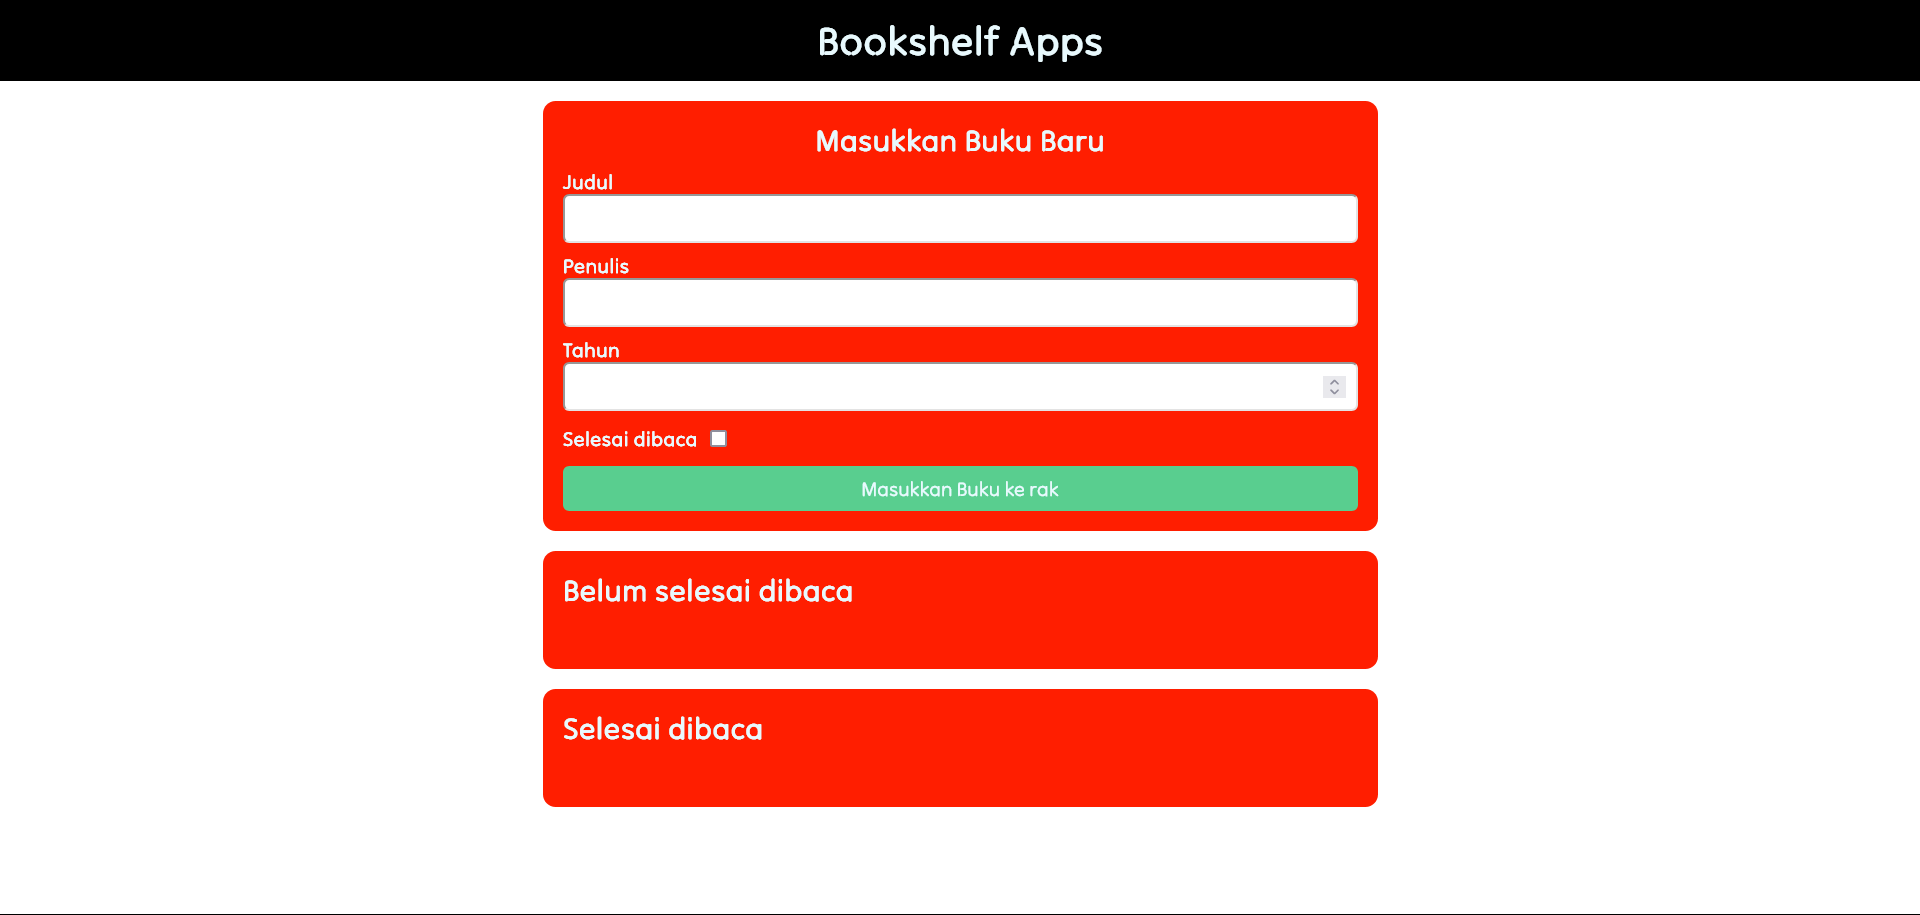 Bookshelf Apps
Masukkan Buku Baru
Judul
Penulis
Tahun
Selesai dibaca
Masukkan Buku ke rak
Belum selesai dibaca
Selesai dibaca